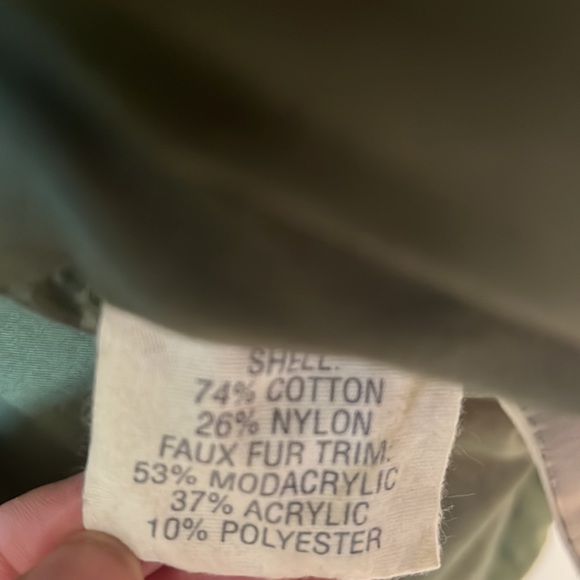 SHELL:
74% COTTON
26% NYLON
FAUX FUR TRIM:
53% MODACRYLIC
37% ACRYLIC
10% POLYESTER